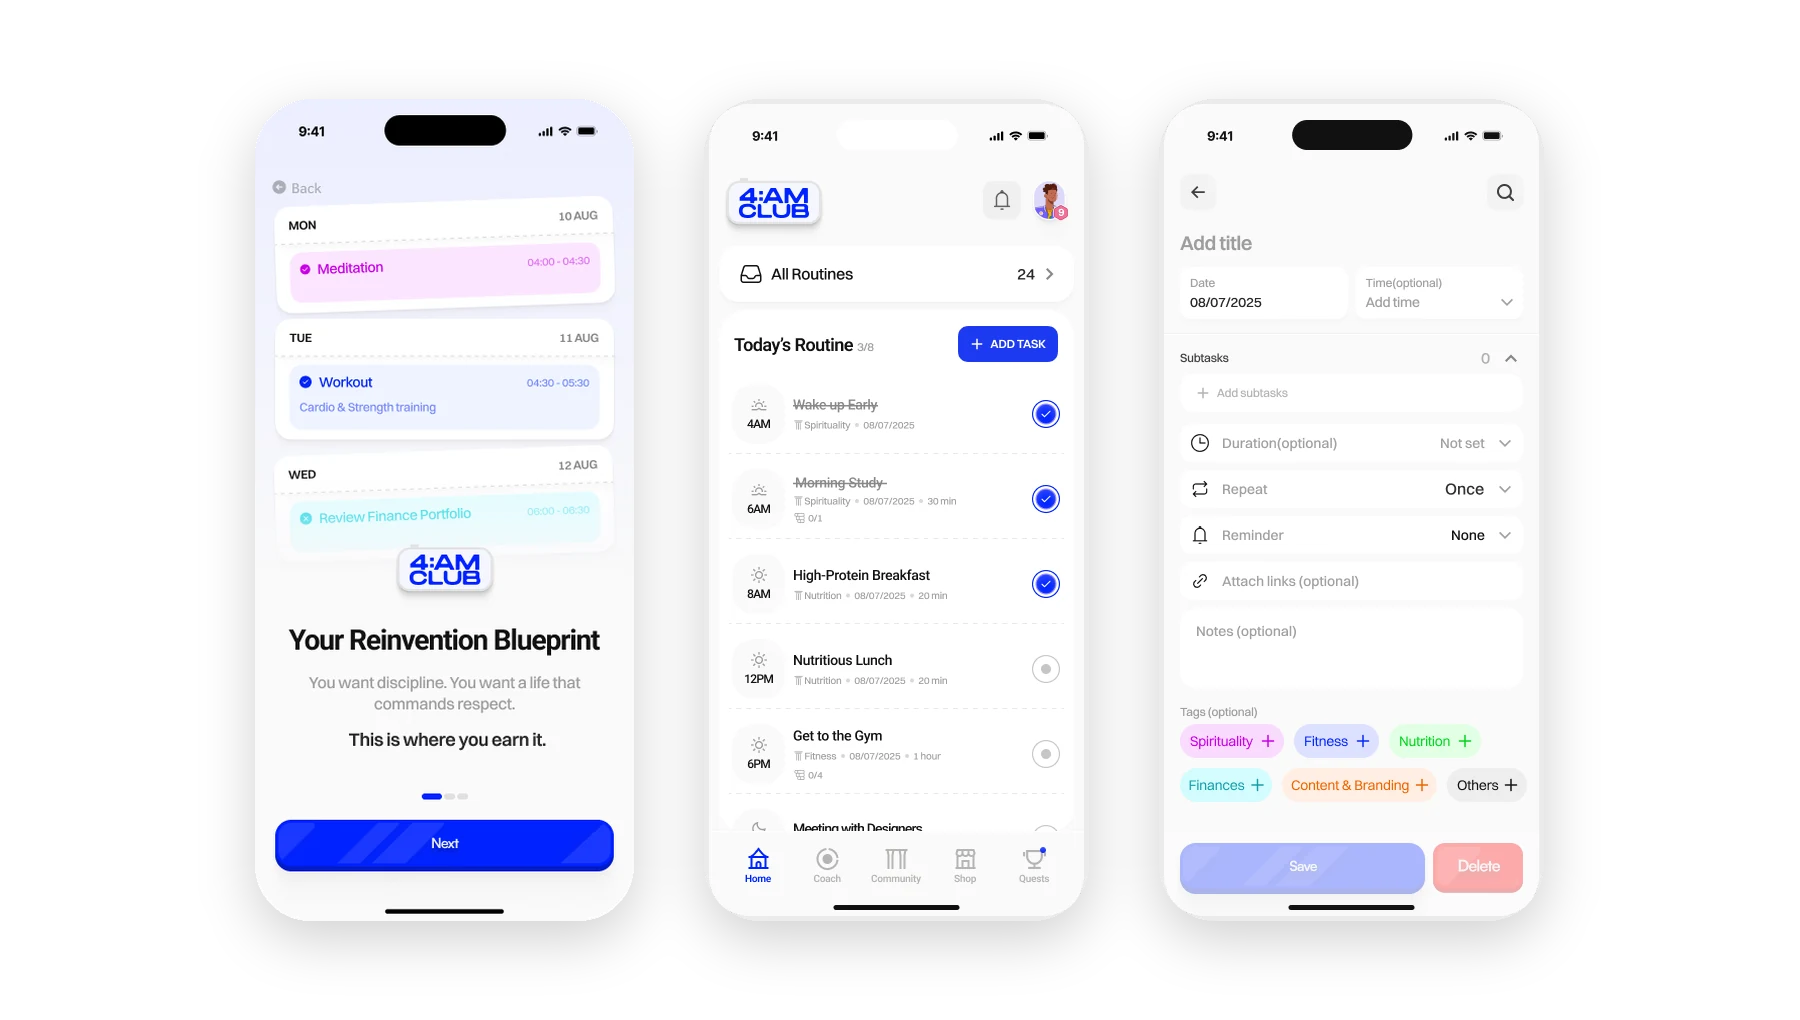 9:41
Back
MON
10 AUG
Meditation
04:00 - 04:30
TUE
11 AUG
Workout
04:30 - 05:30
Cardio & Strength training
WED
12 AUG
Review Finance Portfolio
06:00 - 06:30
4:AM
CLUB
Your Reinvention Blueprint
You want discipline. You want a life that
commands respect.
This is where you earn it.
Next
9:41
4:AM
CLUB
9
All Routines
24
Today's Routine 3/8
+ ADD TASK
4AM
Wake up Early
Spirituality • 08/07/2025
6AM
Morning Study
Spirituality • 08/07/2025 • 30 min
0/1
8AM
High-Protein Breakfast
Nutrition • 08/07/2025 • 20 min
12PM
Nutritious Lunch
Nutrition • 08/07/2025 • 20 min
6PM
Get to the Gym
Fitness • 08/07/2025 • 1 hour
0/4
Meeting with Designers
Home
Coach
Community
Shop
Quests
9:41
Add title
Date
08/07/2025
Time(optional)
Add time
Subtasks
0
+ Add subtasks
Duration(optional)
Not set
Repeat
Once
Reminder
None
Attach links (optional)
Notes (optional)
Tags (optional)
Spirituality +
Fitness +
Nutrition +
Finances +
Content & Branding +
Others +
Save
Delete